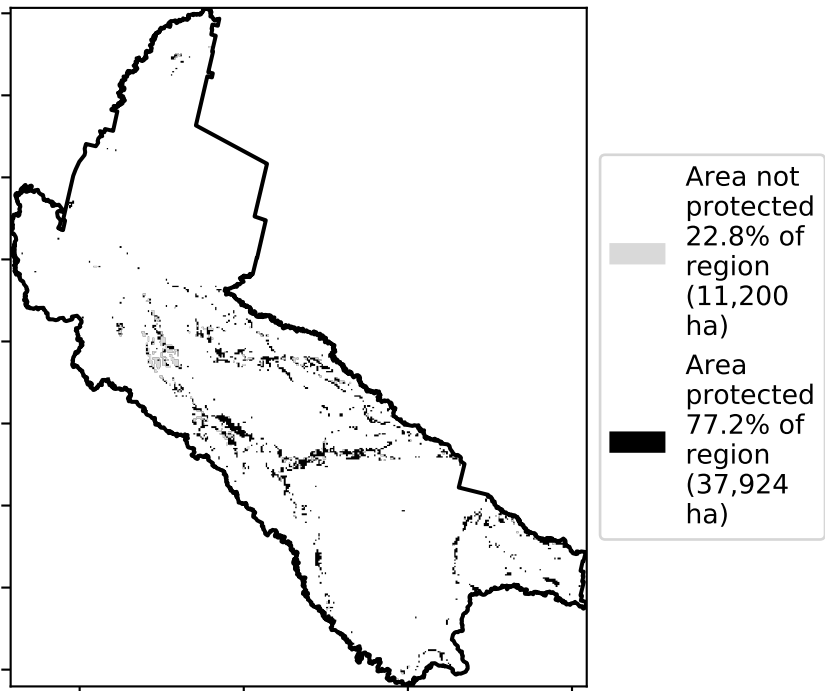 Area not
protected
22.8% of
region
(11,200
ha)
Area
protected
77.2% of
region
(37,924
ha)